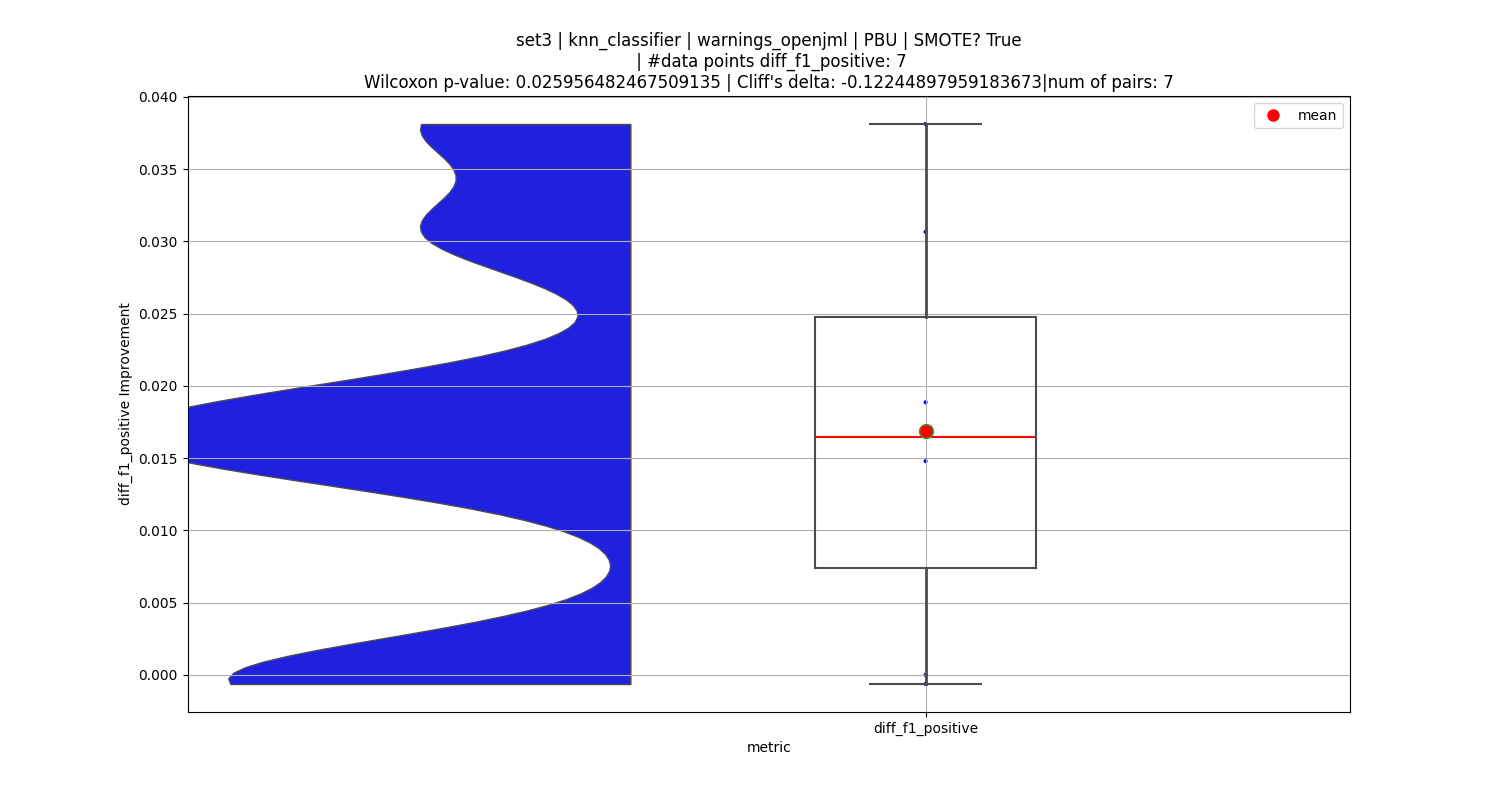 set3 | knn_classifier | warnings_openjml | PBU | SMOTE? True
| #data points diff_f1_positive: 7
Wilcoxon p-value: 0.025956482467509135 | Cliff's delta: -0.12244897959183673|num of pairs: 7
mean
0.040
0.035
0.030
0.025
0.020
0.015
0.010
0.005
0.000
diff_f1_positive Improvement
diff_f1_positive
metric